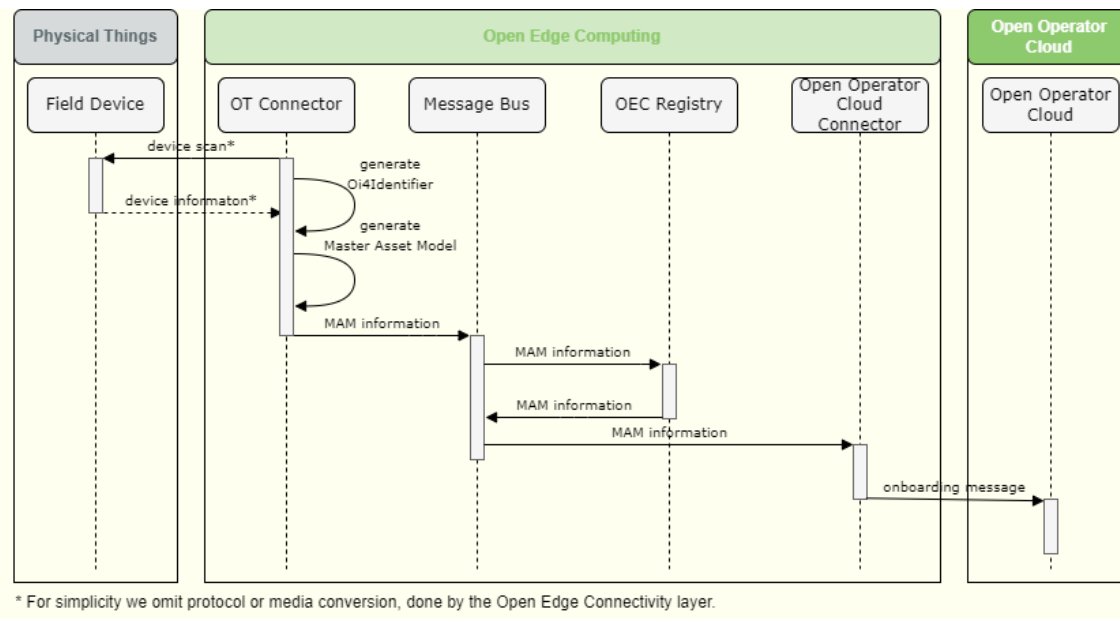 Physical Things
Open Edge Computing
Open Operator
Cloud
Field Device
OT Connector
Message Bus
OEC Registry
Open Operator
Cloud
Connector
Open Operator
Cloud
device scan*
generate
Oi4Identifier
device informaton*
generate
Master Asset Model
MAM information
MAM information
MAM information
MAM information
onboarding message
* For simplicity we omit protocol or media conversion, done by the Open Edge Connectivity layer.